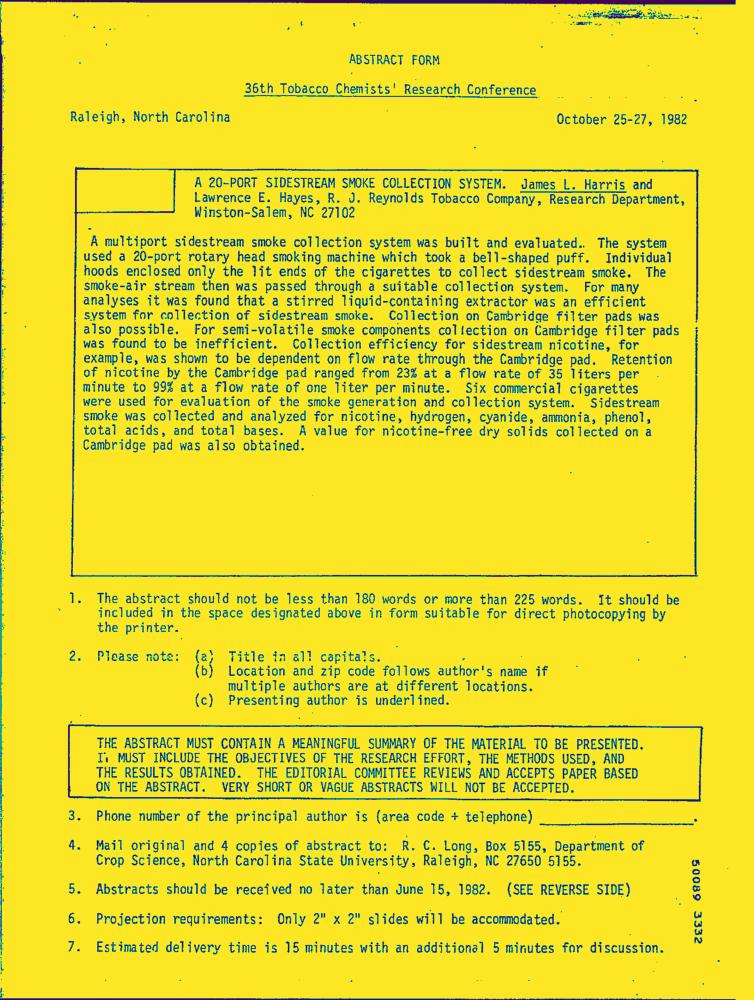 ABSTRACT FORM
36th Tobacco Chemists' Research Conference
Raleigh, North Carolina October 25-27, 1982
A 20-PORT SIDESTREAM SMOKE COLLECTION SYSTEM. James L. Harris and
Lawrence E. Hayes, R. J. Reynolds Tobacco Company, Research Department,
Winston-Salem, NC 27102
A multiport sidestream smoke collection system was built and evaluated.. The system
used a 20-port rotary head smoking machine which took a bell-shaped puff. Individual
hoods enclosed only the lit ends of the cigarettes to collect sidestream smoke. The
smoke-air stream then was passed through a suitable collection system. For many
analyses it was found that a stirred liquid-containing extractor was an efficient
system for collection of sidestream smoke. Collection on Cambridge filter pads was
also possible. For semi-volatile smoke components collection on Cambridge filter pads
was found to be inefficient. Collection efficiency for sidestream nicotine, for
example, was shown to be dependent on flow rate through the Cambridge pad. Retention
of nicotine by the Cambridge pad ranged from 23% at a flow rate of 35 liters per
minute to 99% at a flow rate of one liter per minute. Six commercial cigarettes
were used for evaluation of the smoke generation and collection system. Sidestream
smoke was collected and analyzed for nicotine, hydrogen, cyanide, ammonia, phenol,
total acids, and total bases. A value for nicotine-free dry solids collected on a
Cambridge pad was also obtained.
1. The abstract should not be less than 180 words or more than 225 words. It should be
included in the space designated above in form suitable for direct photocopying by
the printer.
2. Please note: (a) Title in all capitals.
(b) Location and zip code follows author's name if
multiple authors are at different locations.
(c) Presenting author is underlined.
THE ABSTRACT MUST CONTAIN A MEANINGFUL SUMMARY OF THE MATERIAL TO BE PRESENTED.
IT MUST INCLUDE THE OBJECTIVES OF THE RESEARCH EFFORT, THE METHODS USED, AND
THE RESULTS OBTAINED. THE EDITORIAL COMMITTEE REVIEWS AND ACCEPTS PAPER BASED
ON THE ABSTRACT. VERY SHORT OR VAGUE ABSTRACTS WILL NOT BE ACCEPTED.
3. Phone number of the principal author is (area code + telephone) ____________________.
4. Mail original and 4 copies of abstract to: R. C. Long, Box 5155, Department of
Crop Science, North Carolina State University, Raleigh, NC 27650 5155.
5. Abstracts should be received no later than June 15, 1982. (SEE REVERSE SIDE)
6. Projection requirements: Only 2" x 2" slides will be accommodated.
7. Estimated delivery time is 15 minutes with an additional 5 minutes for discussion.
50089 3332